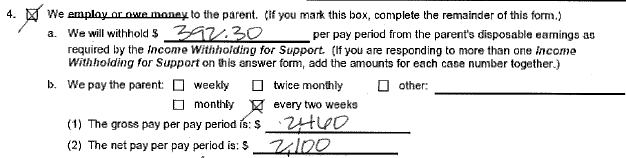 4. ☒ We employ or owe money to the parent. (If you mark this box, complete the remainder of this form.)
a. We will withhold $ 392.30 per pay period from the parent's disposable earnings as
required by the Income Withholding for Support. (If you are responding to more than one Income
Withholding for Support on this answer form, add the amounts for each case number together.)
b. We pay the parent: ☐ weekly ☐ twice monthly ☐ other:
☐ monthly ☒ every two weeks
(1) The gross pay per pay period is: $ 2460
(2) The net pay per pay period is: $ 2,100